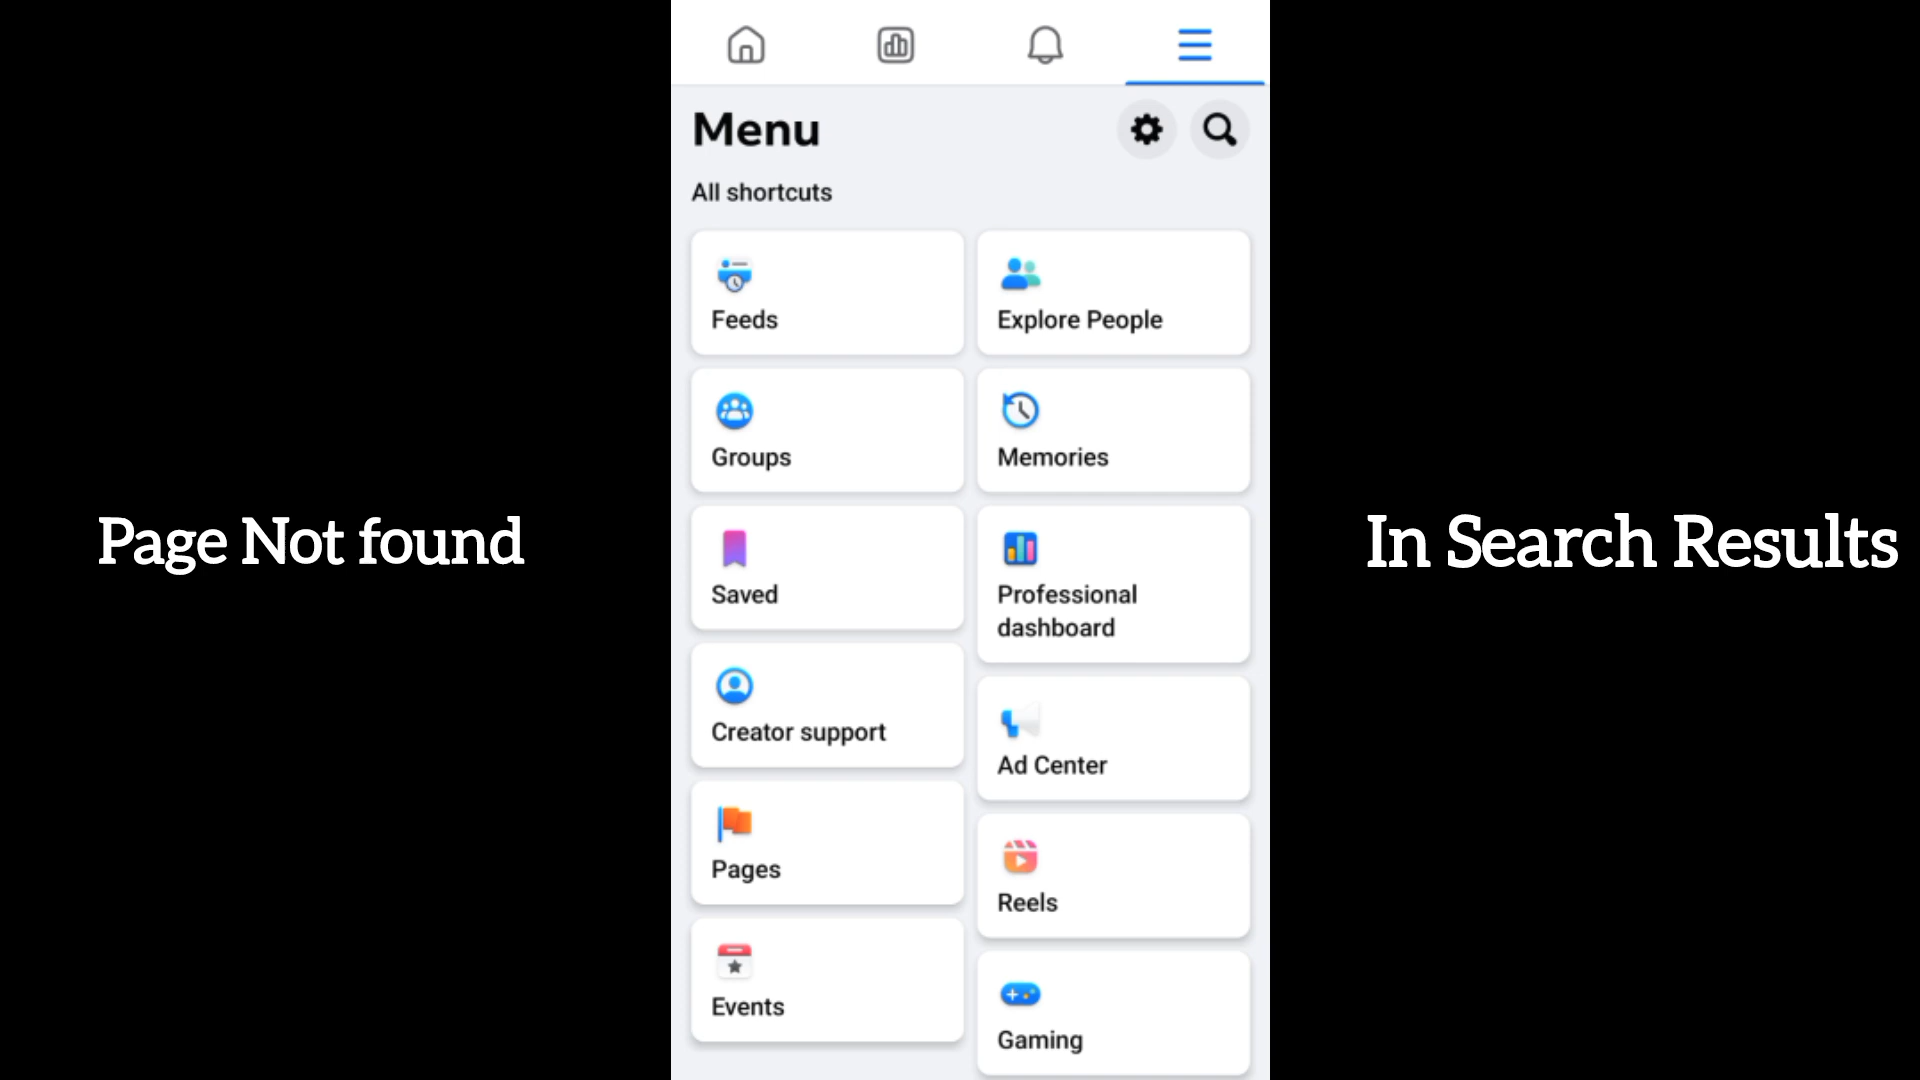 Menu
All shortcuts
Feeds
Explore People
Groups
Memories
Saved
Professional
dashboard
Creator support
Ad Center
Pages
Reels
Events
Gaming
Page Not found
In Search Results